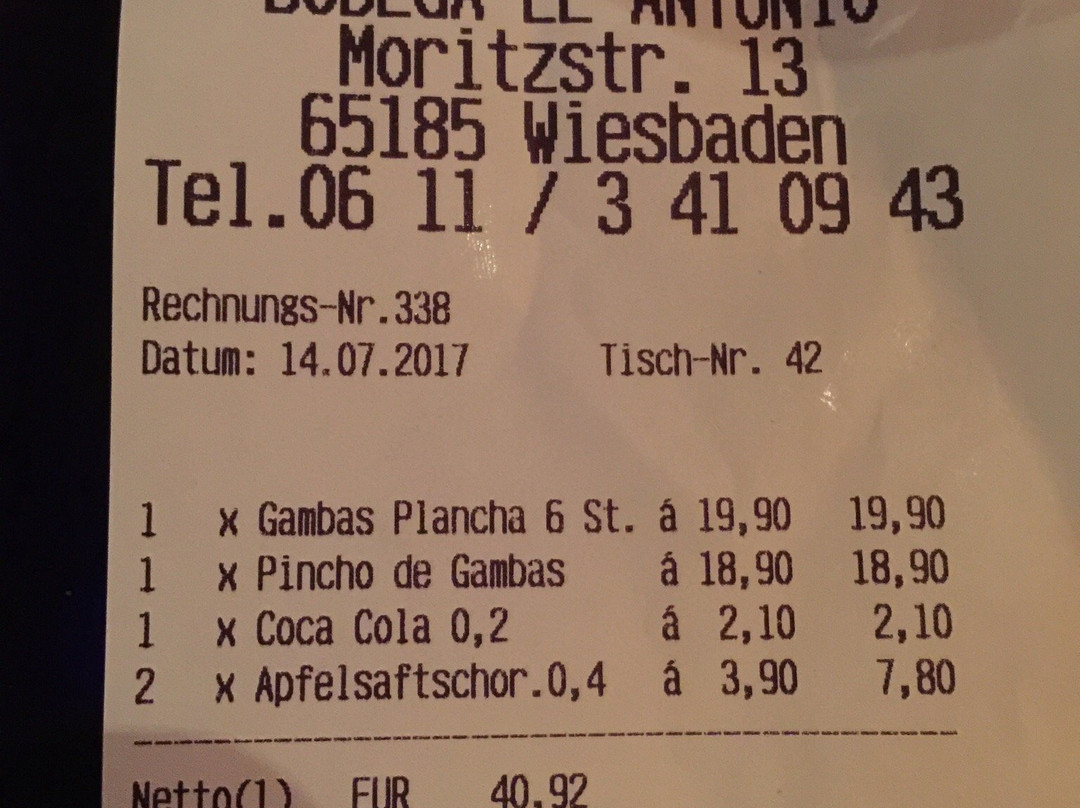 BODEGA EL ANTONIO
Moritzstr. 13
65185 Wiesbaden
Tel.06 11 / 3 41 09 43
Rechnungs-Nr.338
Datum: 14.07.2017 Tisch-Nr. 42
1 x Gambas Plancha 6 St. á 19,90 19,90
1 x Pincho de Gambas á 18,90 18,90
1 x Coca Cola 0,2 á 2,10 2,10
2 x Apfelsaftschor.0,4 á 3,90 7,80
Netto(1) EUR 40,92